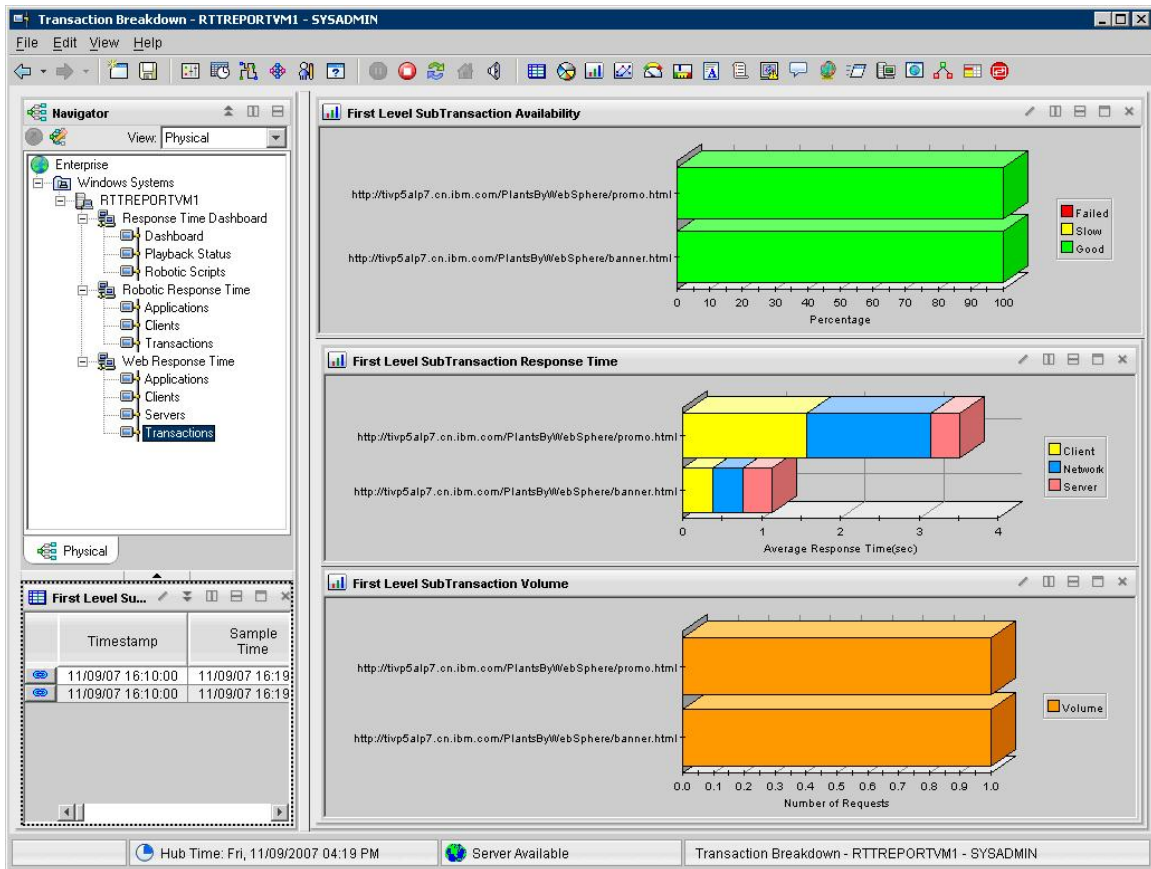 Transaction Breakdown - RTTREPORTVM1 - SYSADMIN
File Edit View Help
Navigator
View: Physical
Enterprise
Windows Systems
RTTREPORTVM1
Response Time Dashboard
Dashboard
Playback Status
Robotic Scripts
Robotic Response Time
Applications
Clients
Transactions
Web Response Time
Applications
Clients
Servers
Transactions
Physical
First Level Su...
Timestamp Sample Time
11/09/07 16:10:00 11/09/07 16:19
11/09/07 16:10:00 11/09/07 16:19
First Level SubTransaction Availability
http://tivp5alp7.cn.ibm.com/PlantsByWebSphere/promo.html
http://tivp5alp7.cn.ibm.com/PlantsByWebSphere/banner.html
0 10 20 30 40 50 60 70 80 90 100
Percentage
Failed
Slow
Good
First Level SubTransaction Response Time
http://tivp5alp7.cn.ibm.com/PlantsByWebSphere/promo.html
http://tivp5alp7.cn.ibm.com/PlantsByWebSphere/banner.html
0 1 2 3 4
Average Response Time(sec)
Client
Network
Server
First Level SubTransaction Volume
http://tivp5alp7.cn.ibm.com/PlantsByWebSphere/promo.html
http://tivp5alp7.cn.ibm.com/PlantsByWebSphere/banner.html
0.0 0.1 0.2 0.3 0.4 0.5 0.6 0.7 0.8 0.9 1.0
Number of Requests
Volume
Hub Time: Fri, 11/09/2007 04:19 PM
Server Available
Transaction Breakdown - RTTREPORTVM1 - SYSADMIN